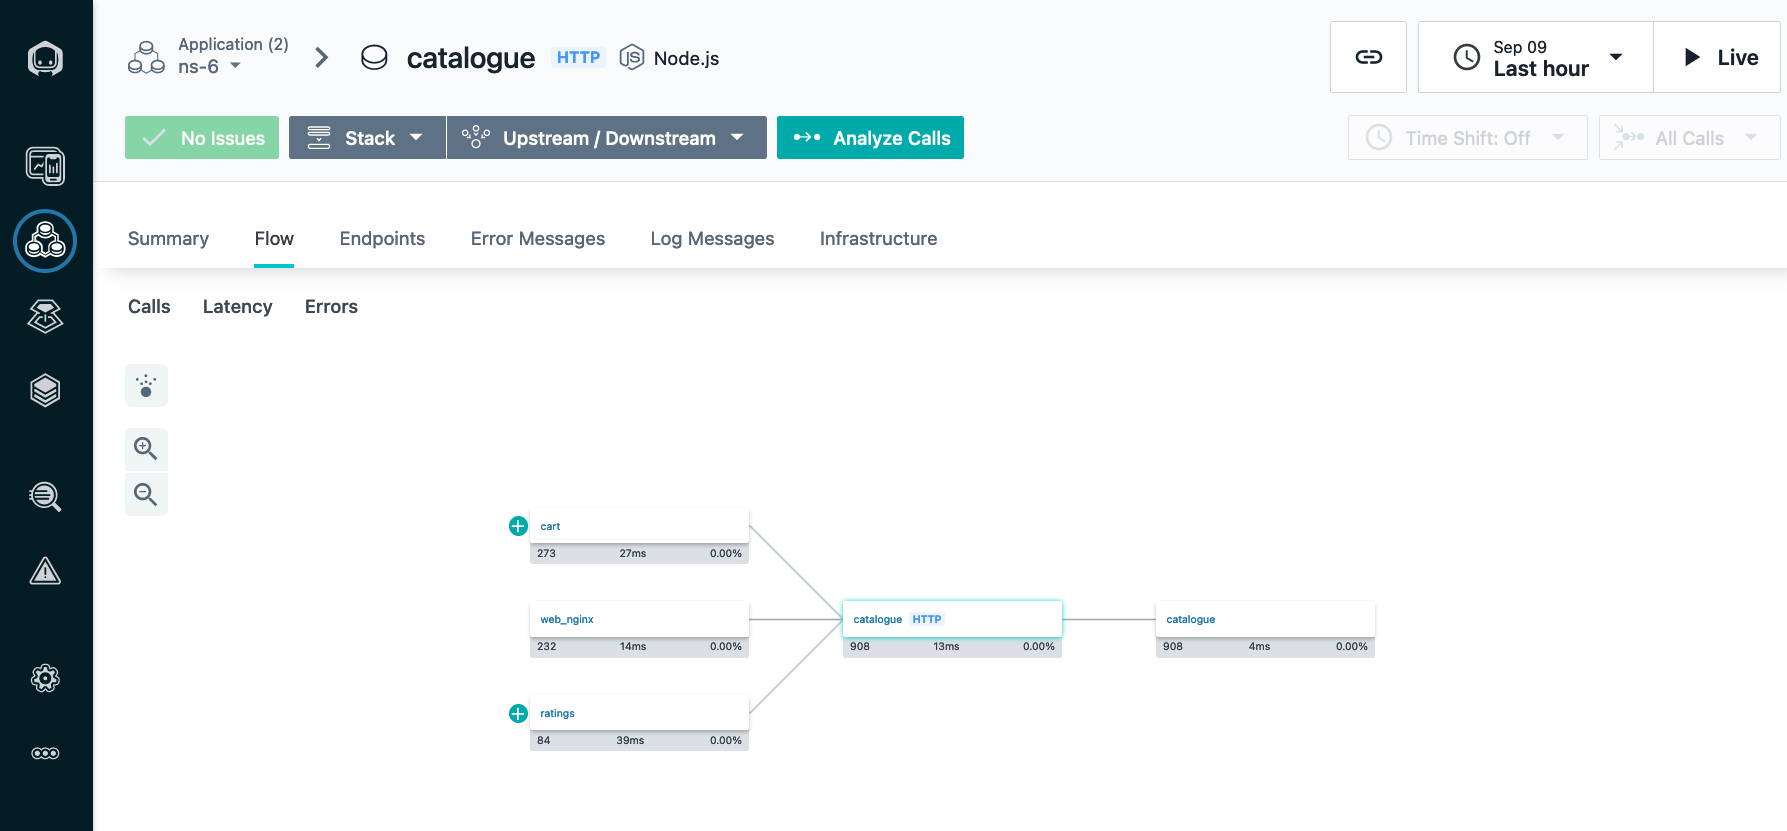 Application (2)
ns-6
catalogue HTTP JS Node.js
Sep 09
Last hour
Live
No Issues
Stack
Upstream / Downstream
Analyze Calls
Time Shift: Off
All Calls
Summary
Flow
Endpoints
Error Messages
Log Messages
Infrastructure
Calls
Latency
Errors
cart
273 27ms 0.00%
web_nginx
232 14ms 0.00%
ratings
84 39ms 0.00%
catalogue HTTP
908 13ms 0.00%
catalogue
908 4ms 0.00%